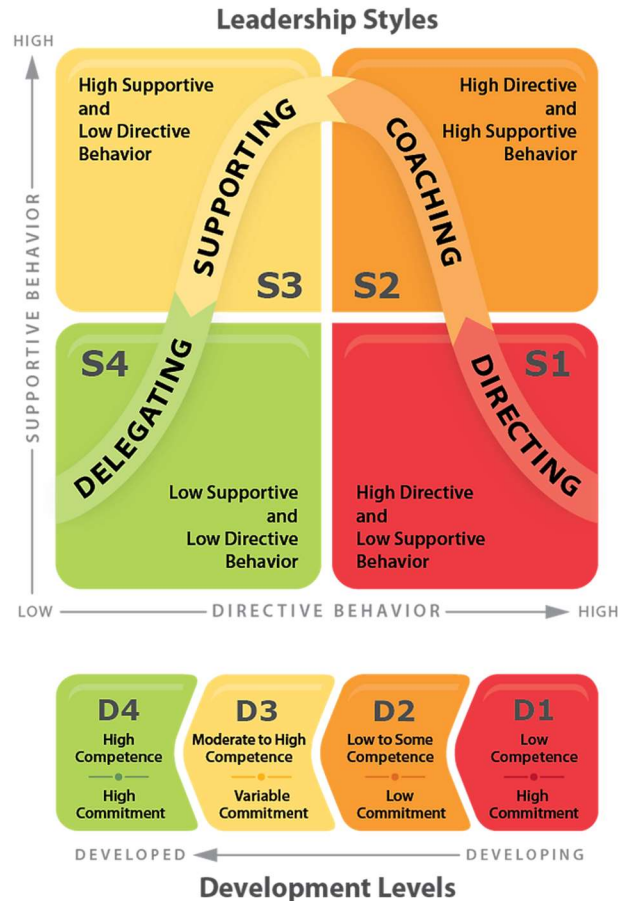 Leadership Styles
HIGH
SUPPORTIVE BEHAVIOR
High Supportive
and
Low Directive
Behavior
SUPPORTING
S3
High Directive
and
High Supportive
Behavior
COACHING
S2
S4
DELEGATING
Low Supportive
and
Low Directive
Behavior
S1
DIRECTING
High Directive
and
Low Supportive
Behavior
LOW
DIRECTIVE BEHAVIOR
HIGH
D4
High
Competence
High
Commitment
D3
Moderate to High
Competence
Variable
Commitment
D2
Low to Some
Competence
Low
Commitment
D1
Low
Competence
High
Commitment
DEVELOPED
DEVELOPING
Development Levels